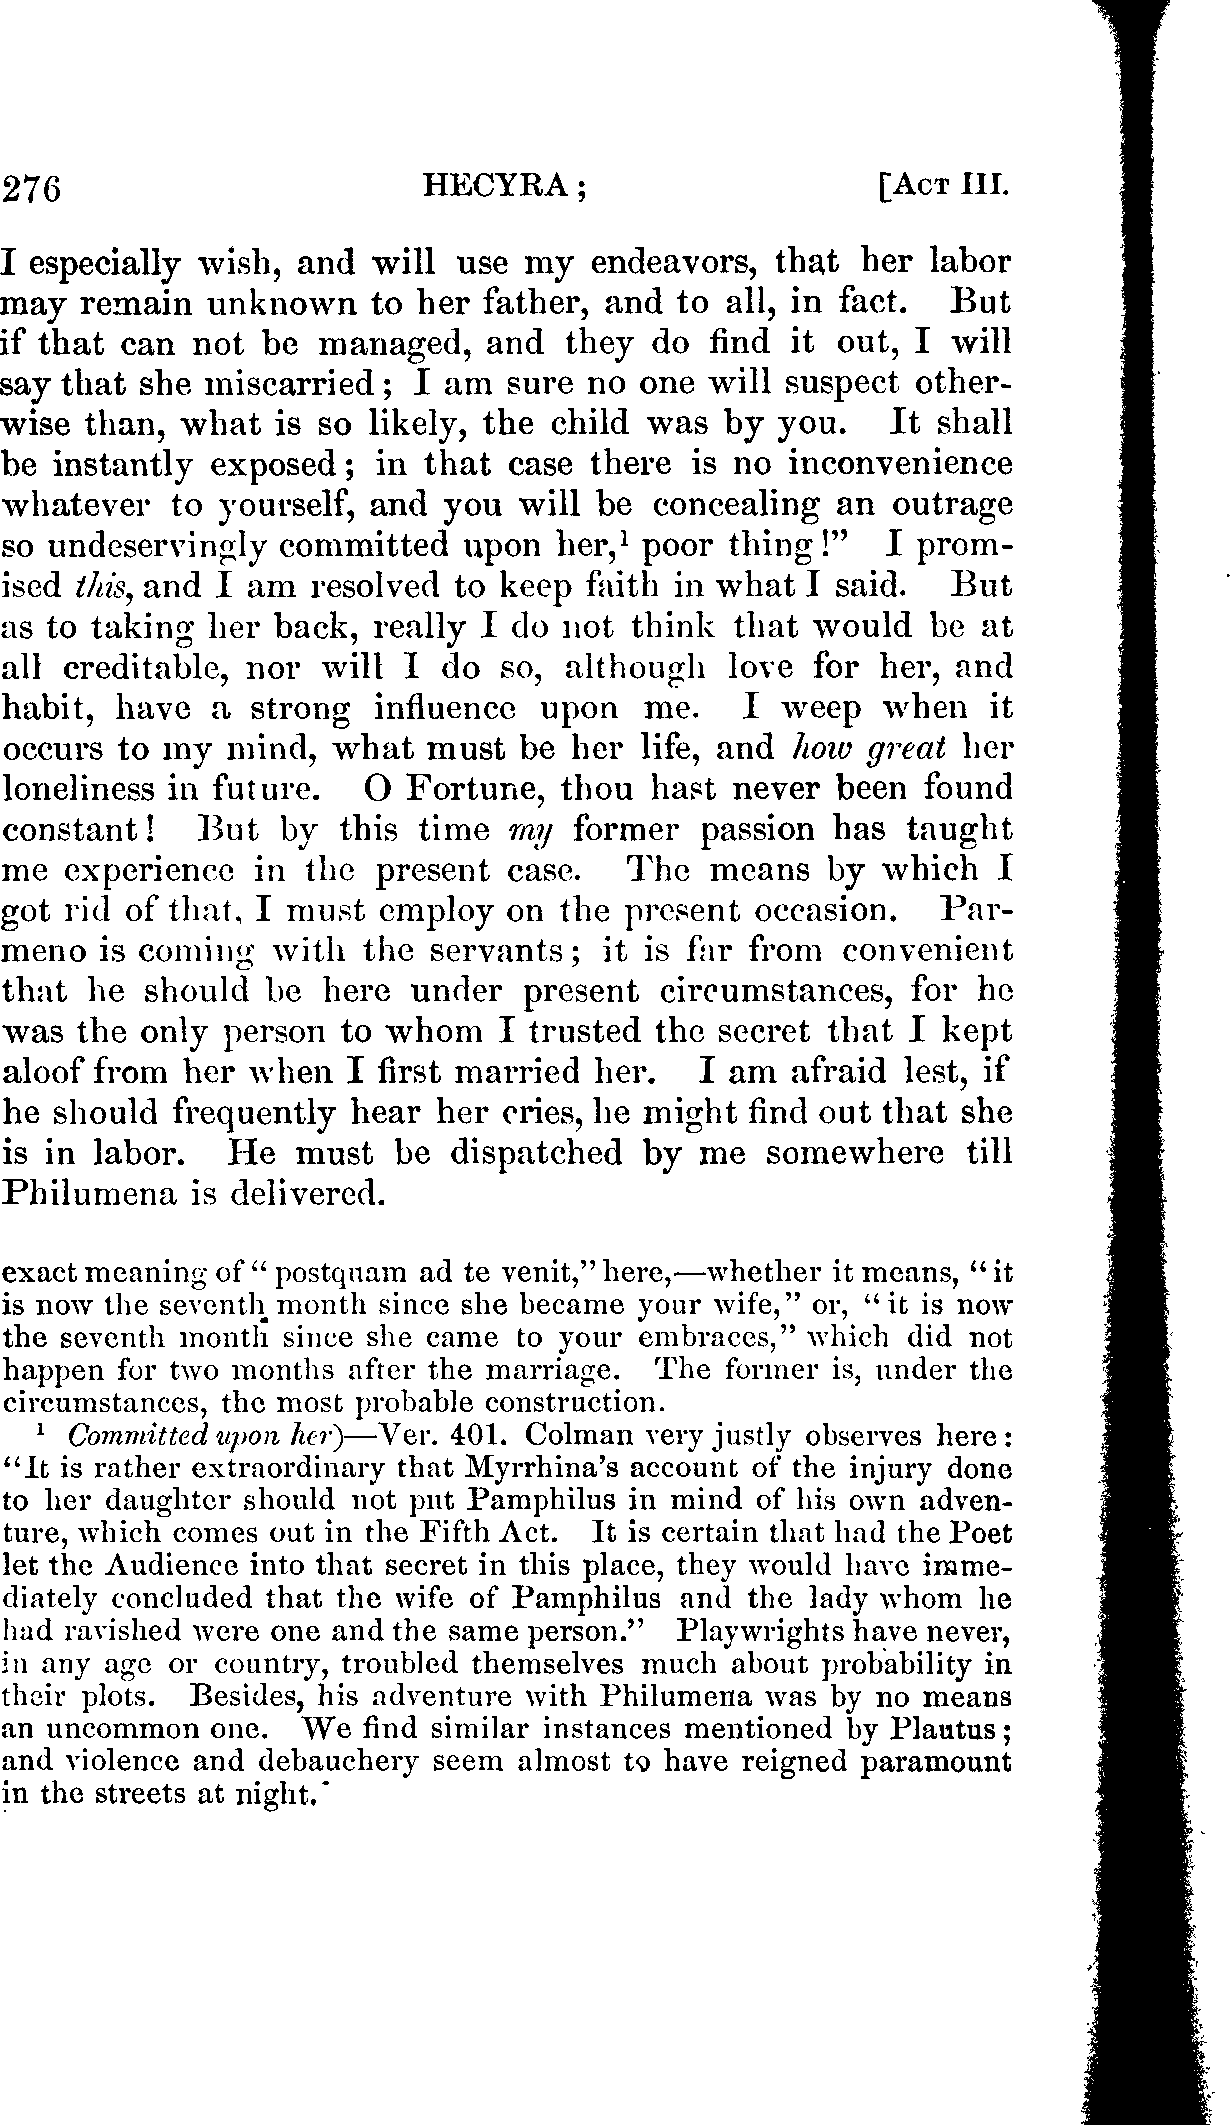 276 HECYRA; [ACT III.
I especially wish, and will use my endeavors, that her labor
may remain unknown to her father, and to all, in fact. But
if that can not be managed, and they do find it out, I will
say that she miscarried; I am sure no one will suspect other-
wise than, what is so likely, the child was by you. It shall
be instantly exposed; in that case there is no inconvenience
whatever to yourself, and you will be concealing an outrage
so undeservingly committed upon her,¹ poor thing!" I prom-
ised this, and I am resolved to keep faith in what I said. But
as to taking her back, really I do not think that would be at
all creditable, nor will I do so, although love for her, and
habit, have a strong influence upon me. I weep when it
occurs to my mind, what must be her life, and how great her
loneliness in future. O Fortune, thou hast never been found
constant! But by this time my former passion has taught
me experience in the present case. The means by which I
got rid of that, I must employ on the present occasion. Par-
meno is coming with the servants; it is far from convenient
that he should be here under present circumstances, for he
was the only person to whom I trusted the secret that I kept
aloof from her when I first married her. I am afraid lest, if
he should frequently hear her cries, he might find out that she
is in labor. He must be dispatched by me somewhere till
Philumena is delivered.
exact meaning of "postquam ad te venit," here,—whether it means, "it
is now the seventh month since she became your wife," or, "it is now
the seventh month since she came to your embraces," which did not
happen for two months after the marriage. The former is, under the
circumstances, the most probable construction.
¹ Committed upon her)—Ver. 401. Colman very justly observes here:
"It is rather extraordinary that Myrrhina's account of the injury done
to her daughter should not put Pamphilus in mind of his own adven-
ture, which comes out in the Fifth Act. It is certain that had the Poet
let the Audience into that secret in this place, they would have imme-
diately concluded that the wife of Pamphilus and the lady whom he
had ravished were one and the same person." Playwrights have never,
in any age or country, troubled themselves much about probability in
their plots. Besides, his adventure with Philumena was by no means
an uncommon one. We find similar instances mentioned by Plautus;
and violence and debauchery seem almost to have reigned paramount
in the streets at night.